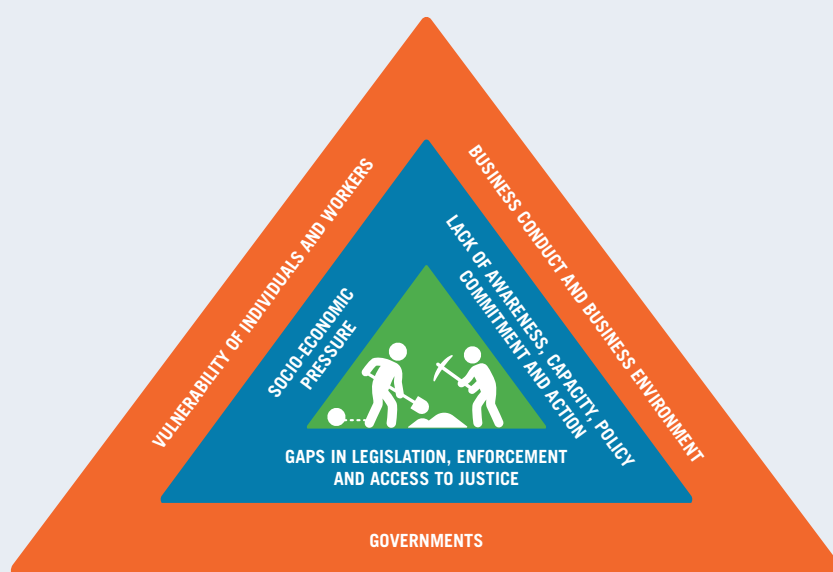 VULNERABILITY OF INDIVIDUALS AND WORKERS
BUSINESS CONDUCT AND BUSINESS ENVIRONMENT
SOCIO-ECONOMIC
PRESSURE
LACK OF AWARENESS, CAPACITY, POLICY
COMMITMENT AND ACTION
GAPS IN LEGISLATION, ENFORCEMENT
AND ACCESS TO JUSTICE
GOVERNMENTS